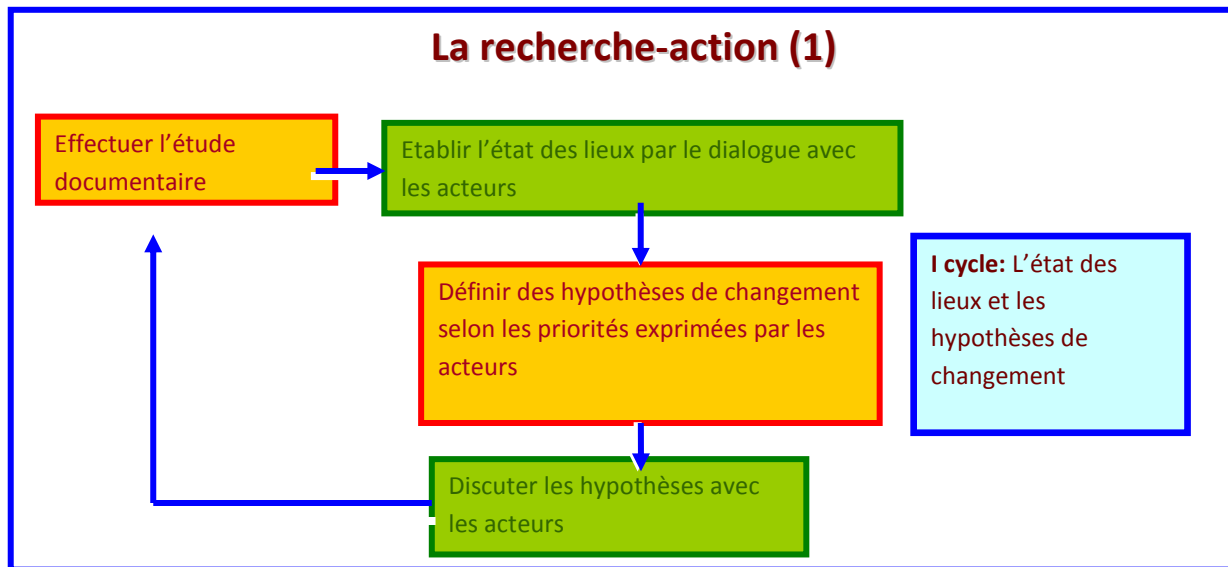 La recherche-action (1)
Effectuer l’étude
documentaire
Etablir l’état des lieux par le dialogue avec
les acteurs
Définir des hypothèses de changement
selon les priorités exprimées par les
acteurs
I cycle: L’état des
lieux et les
hypothèses de
changement
Discuter les hypothèses avec
les acteurs